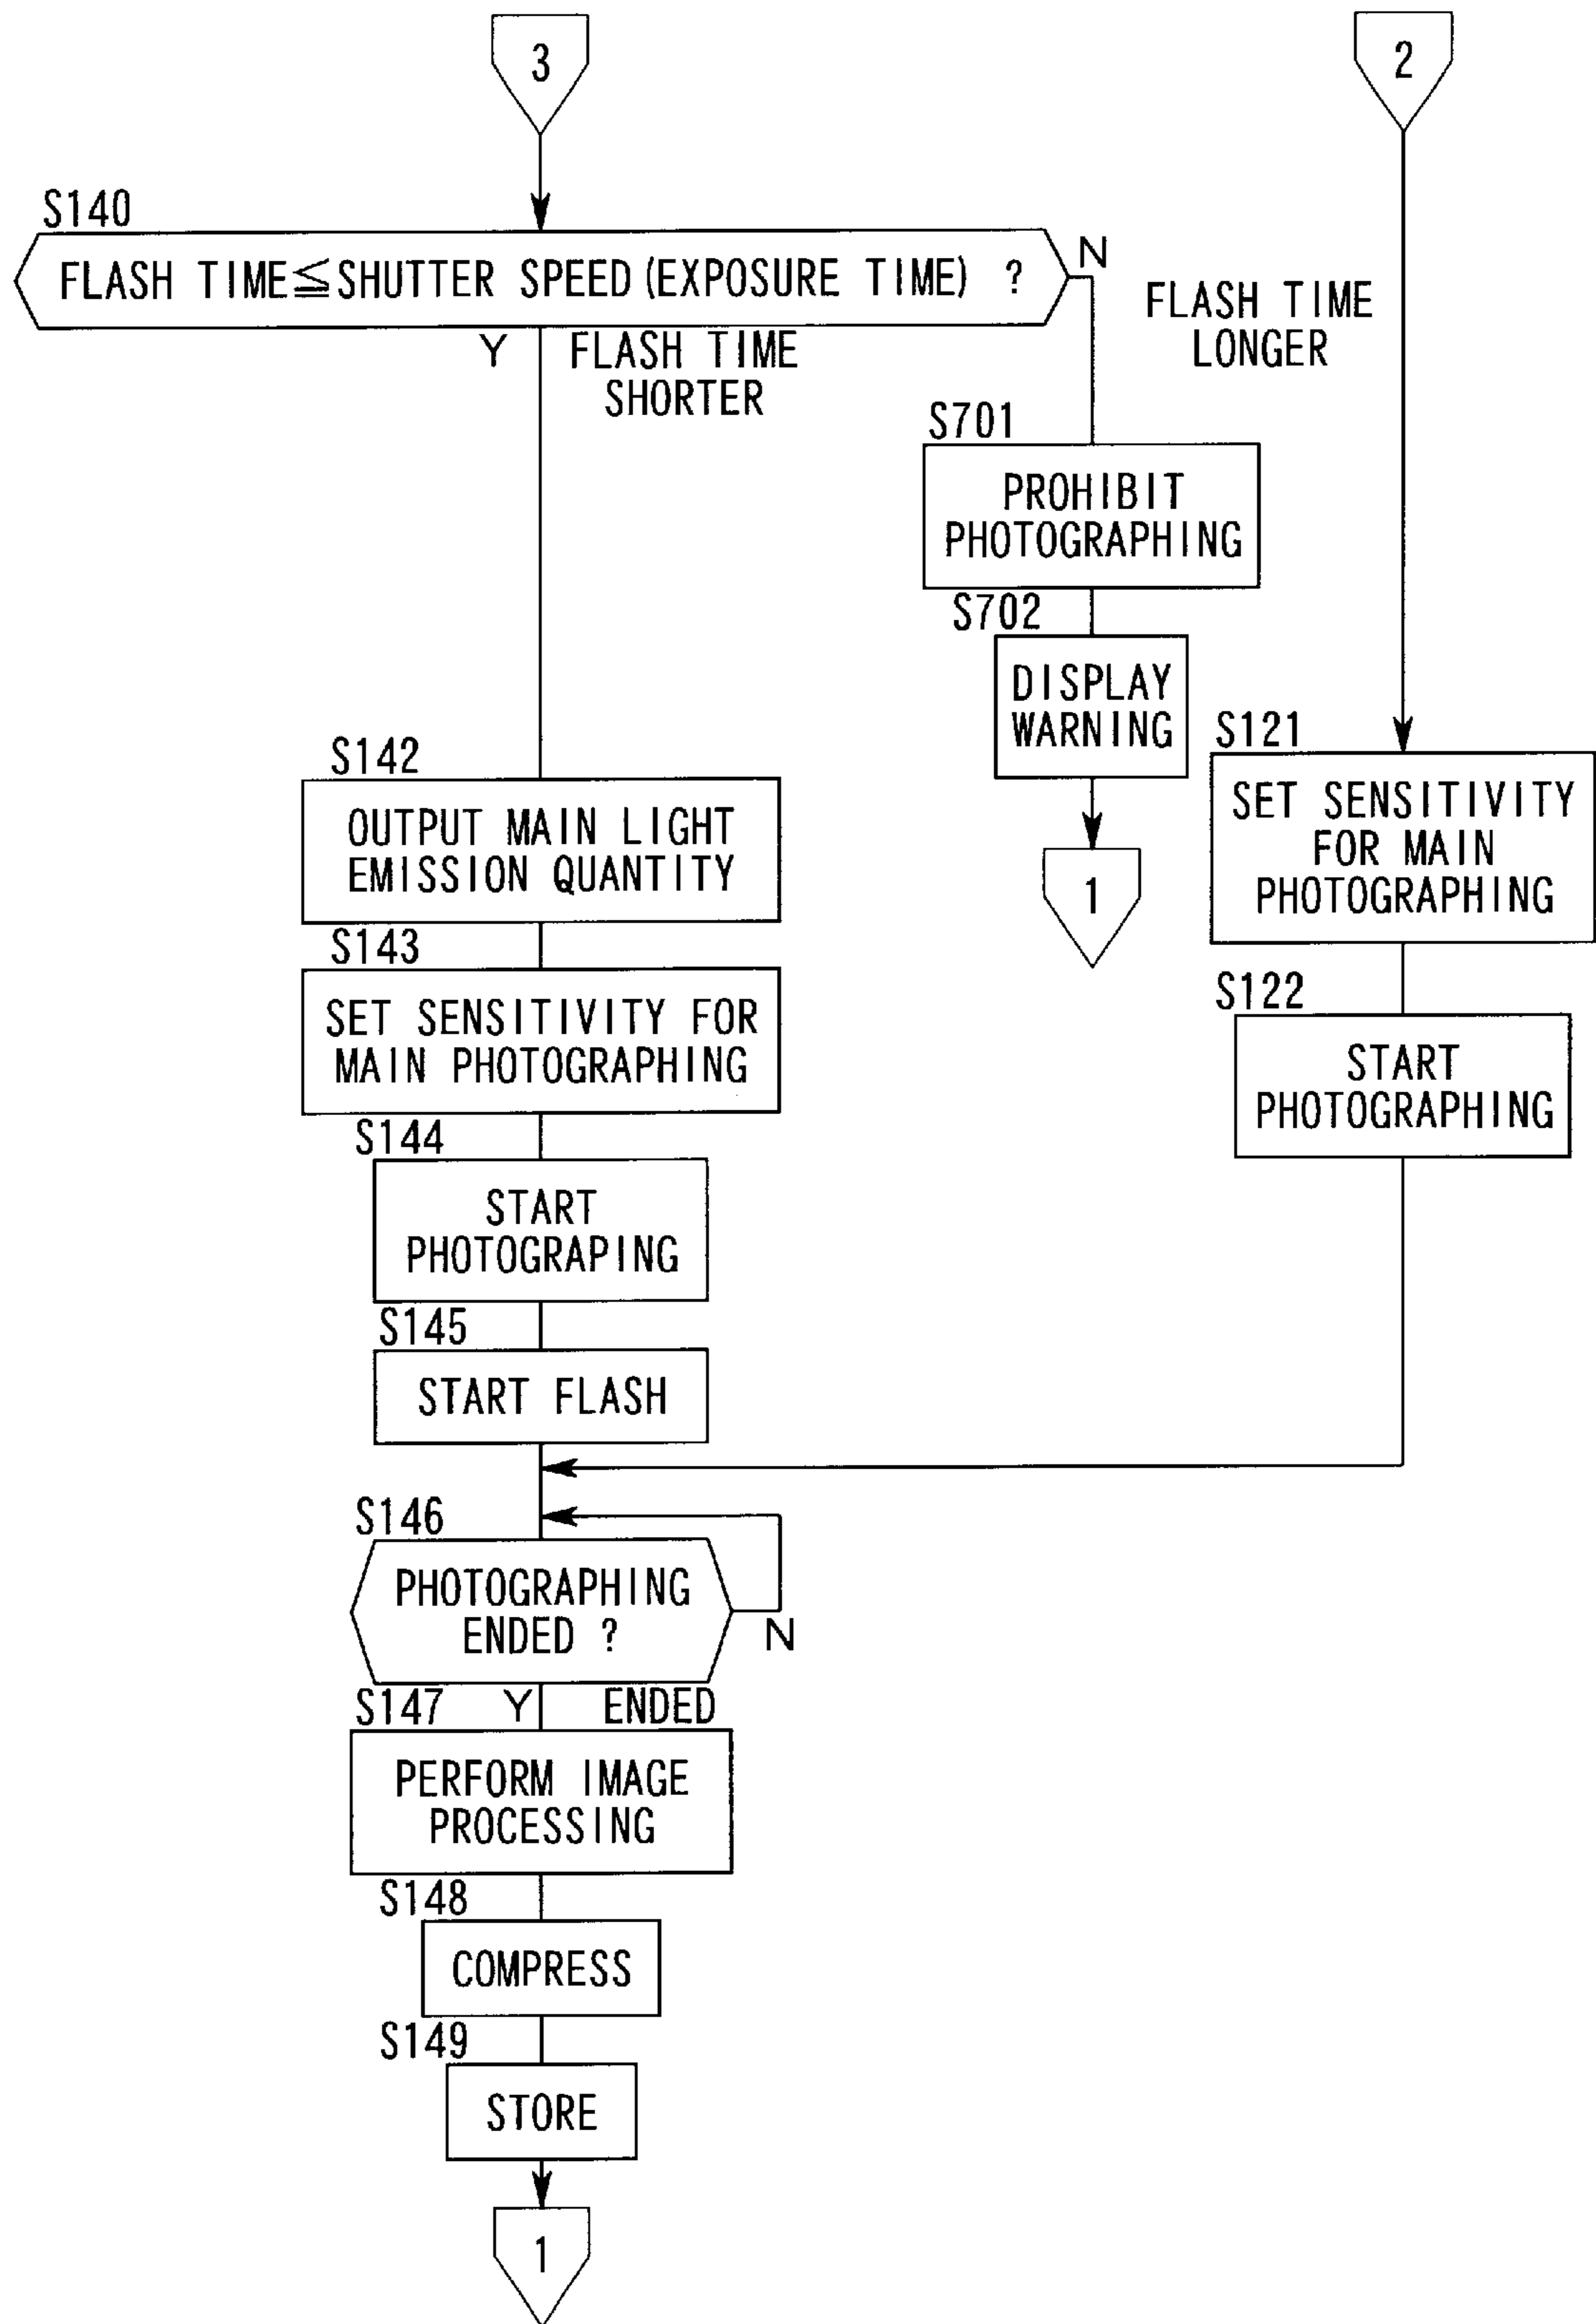 3
2
S140
FLASH TIME≦SHUTTER SPEED(EXPOSURE TIME) ?
N
Y
FLASH TIME
SHORTER
FLASH TIME
LONGER
S701
PROHIBIT
PHOTOGRAPHING
S702
DISPLAY
WARNING
1
S121
SET SENSITIVITY
FOR MAIN
PHOTOGRAPHING
S122
START
PHOTOGRAPHING
S142
OUTPUT MAIN LIGHT
EMISSION QUANTITY
S143
SET SENSITIVITY FOR
MAIN PHOTOGRAPHING
S144
START
PHOTOGRAPING
S145
START FLASH
S146
PHOTOGRAPHING
ENDED ?
N
S147
Y
ENDED
PERFORM IMAGE
PROCESSING
S148
COMPRESS
S149
STORE
1